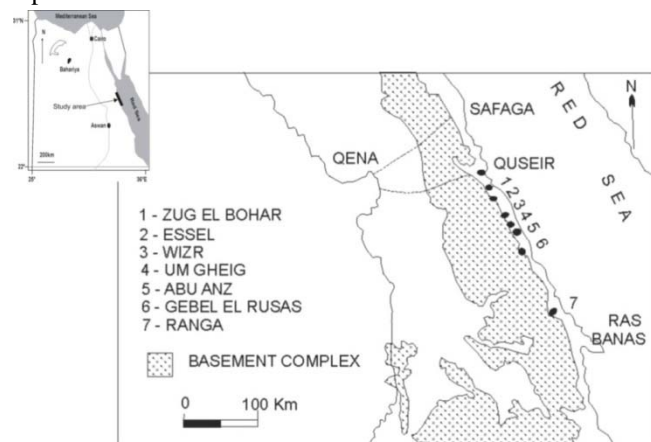 Mediterranean Sea
31°N
N
Cairo
Bahariya
Study area
Red Sea
Aswan
200km
22°
36°E
N
SAFAGA
RED SEA
QENA
QUSEIR
1 2 3 4 5 6
1 - ZUG EL BOHAR
2 - ESSEL
3 - WIZR
4 - UM GHEIG
5 - ABU ANZ
6 - GEBEL EL RUSAS
7 - RANGA
7
RAS
BANAS
BASEMENT COMPLEX
0 100 Km